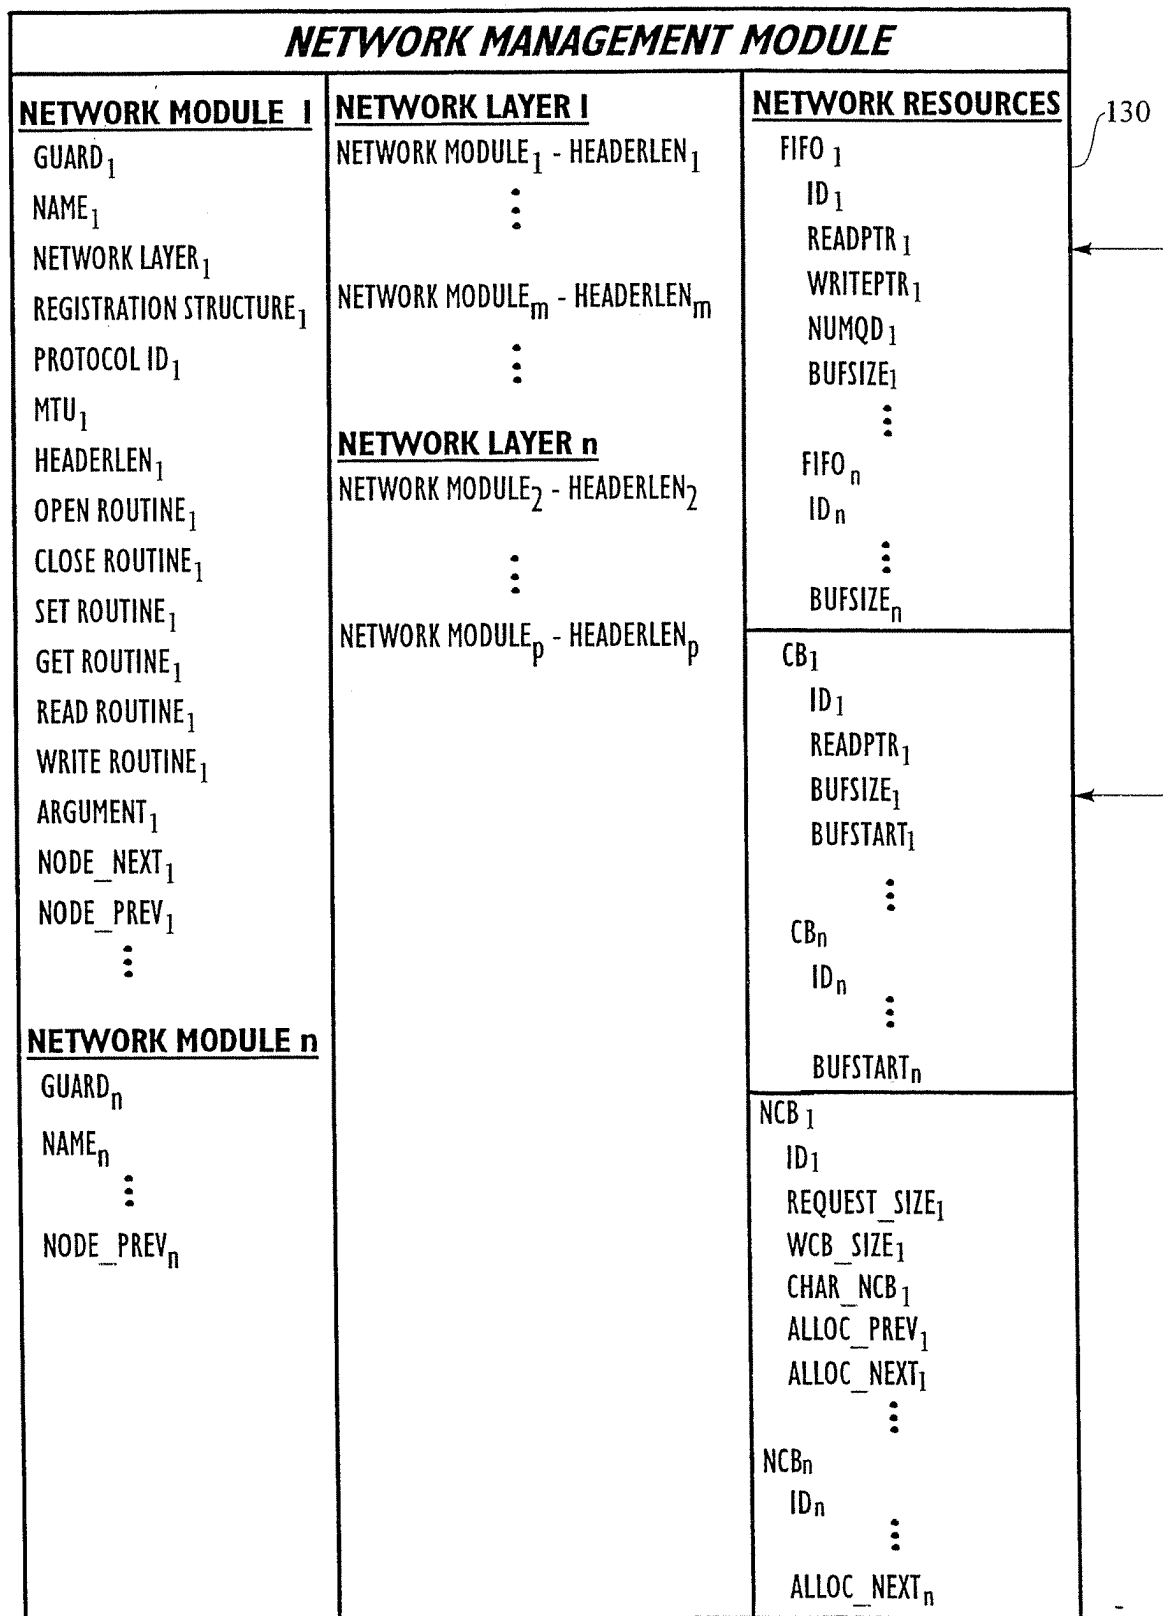 NETWORK MANAGEMENT MODULE
NETWORK MODULE 1
GUARD₁
NAME₁
NETWORK LAYER₁
REGISTRATION STRUCTURE₁
PROTOCOL ID₁
MTU₁
HEADERLEN₁
OPEN ROUTINE₁
CLOSE ROUTINE₁
SET ROUTINE₁
GET ROUTINE₁
READ ROUTINE₁
WRITE ROUTINE₁
ARGUMENT₁
NODE_NEXT₁
NODE_PREV₁
NETWORK MODULE n
GUARDₙ
NAMEₙ
NODE_PREVₙ
NETWORK LAYER 1
NETWORK MODULE₁ - HEADERLEN₁
NETWORK MODULEₘ - HEADERLENₘ
NETWORK LAYER n
NETWORK MODULE₂ - HEADERLEN₂
NETWORK MODULEₚ - HEADERLENₚ
NETWORK RESOURCES
FIFO₁
ID₁
READPTR₁
WRITEPTR₁
NUMQD₁
BUFSIZE₁
FIFOₙ
IDₙ
BUFSIZEₙ
CB₁
ID₁
READPTR₁
BUFSIZE₁
BUFSTART₁
CBₙ
IDₙ
BUFSTARTₙ
NCB₁
ID₁
REQUEST_SIZE₁
WCB_SIZE₁
CHAR_NCB₁
ALLOC_PREV₁
ALLOC_NEXT₁
NCBₙ
IDₙ
ALLOC_NEXTₙ
130